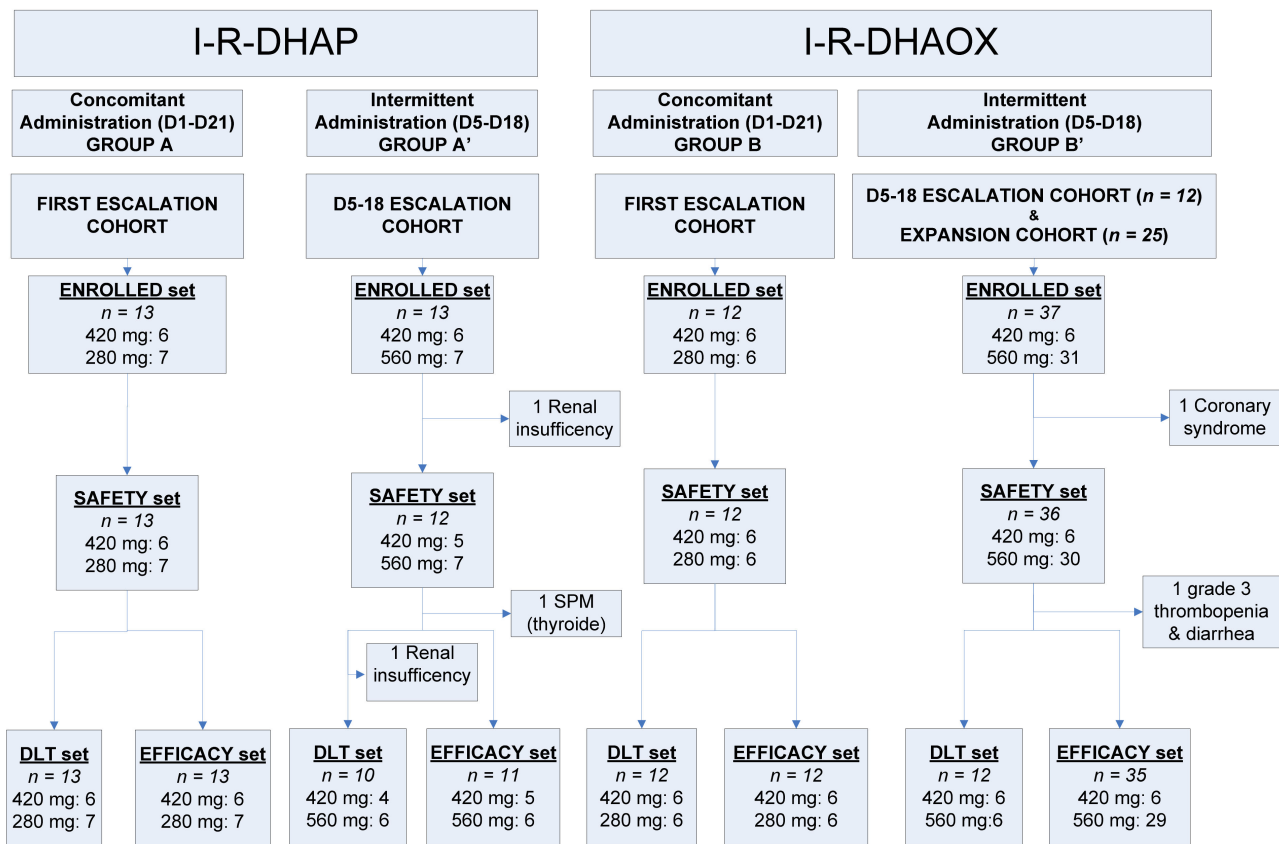 I-R-DHAP
I-R-DHAOX
Concomitant
Administration (D1-D21)
GROUP A
Intermittent
Administration (D5-D18)
GROUP A'
Concomitant
Administration (D1-D21)
GROUP B
Intermittent
Administration (D5-D18)
GROUP B'
FIRST ESCALATION
COHORT
D5-18 ESCALATION
COHORT
FIRST ESCALATION
COHORT
D5-18 ESCALATION COHORT (n = 12)
&
EXPANSION COHORT (n = 25)
ENROLLED set
n = 13
420 mg: 6
280 mg: 7
ENROLLED set
n = 13
420 mg: 6
560 mg: 7
ENROLLED set
n = 12
420 mg: 6
280 mg: 6
ENROLLED set
n = 37
420 mg: 6
560 mg: 31
1 Renal
insufficency
1 Coronary
syndrome
SAFETY set
n = 13
420 mg: 6
280 mg: 7
SAFETY set
n = 12
420 mg: 5
560 mg: 7
SAFETY set
n = 12
420 mg: 6
280 mg: 6
SAFETY set
n = 36
420 mg: 6
560 mg: 30
1 SPM
(thyroide)
1 grade 3
thrombopenia
& diarrhea
1 Renal
insufficency
DLT set
n = 13
420 mg: 6
280 mg: 7
EFFICACY set
n = 13
420 mg: 6
280 mg: 7
DLT set
n = 10
420 mg: 4
560 mg: 6
EFFICACY set
n = 11
420 mg: 5
560 mg: 6
DLT set
n = 12
420 mg: 6
280 mg: 6
EFFICACY set
n = 12
420 mg: 6
280 mg: 6
DLT set
n = 12
420 mg: 6
560 mg:6
EFFICACY set
n = 35
420 mg: 6
560 mg: 29